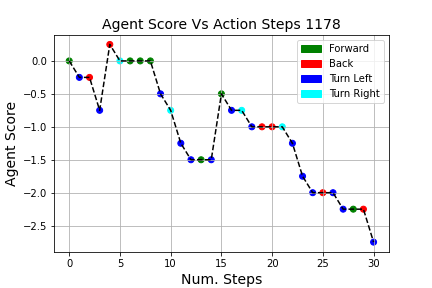 Agent Score Vs Action Steps 1178
Forward
Back
Turn Left
Turn Right
0.0
−0.5
−1.0
−1.5
−2.0
−2.5
Agent Score
0 5 10 15 20 25 30
Num. Steps